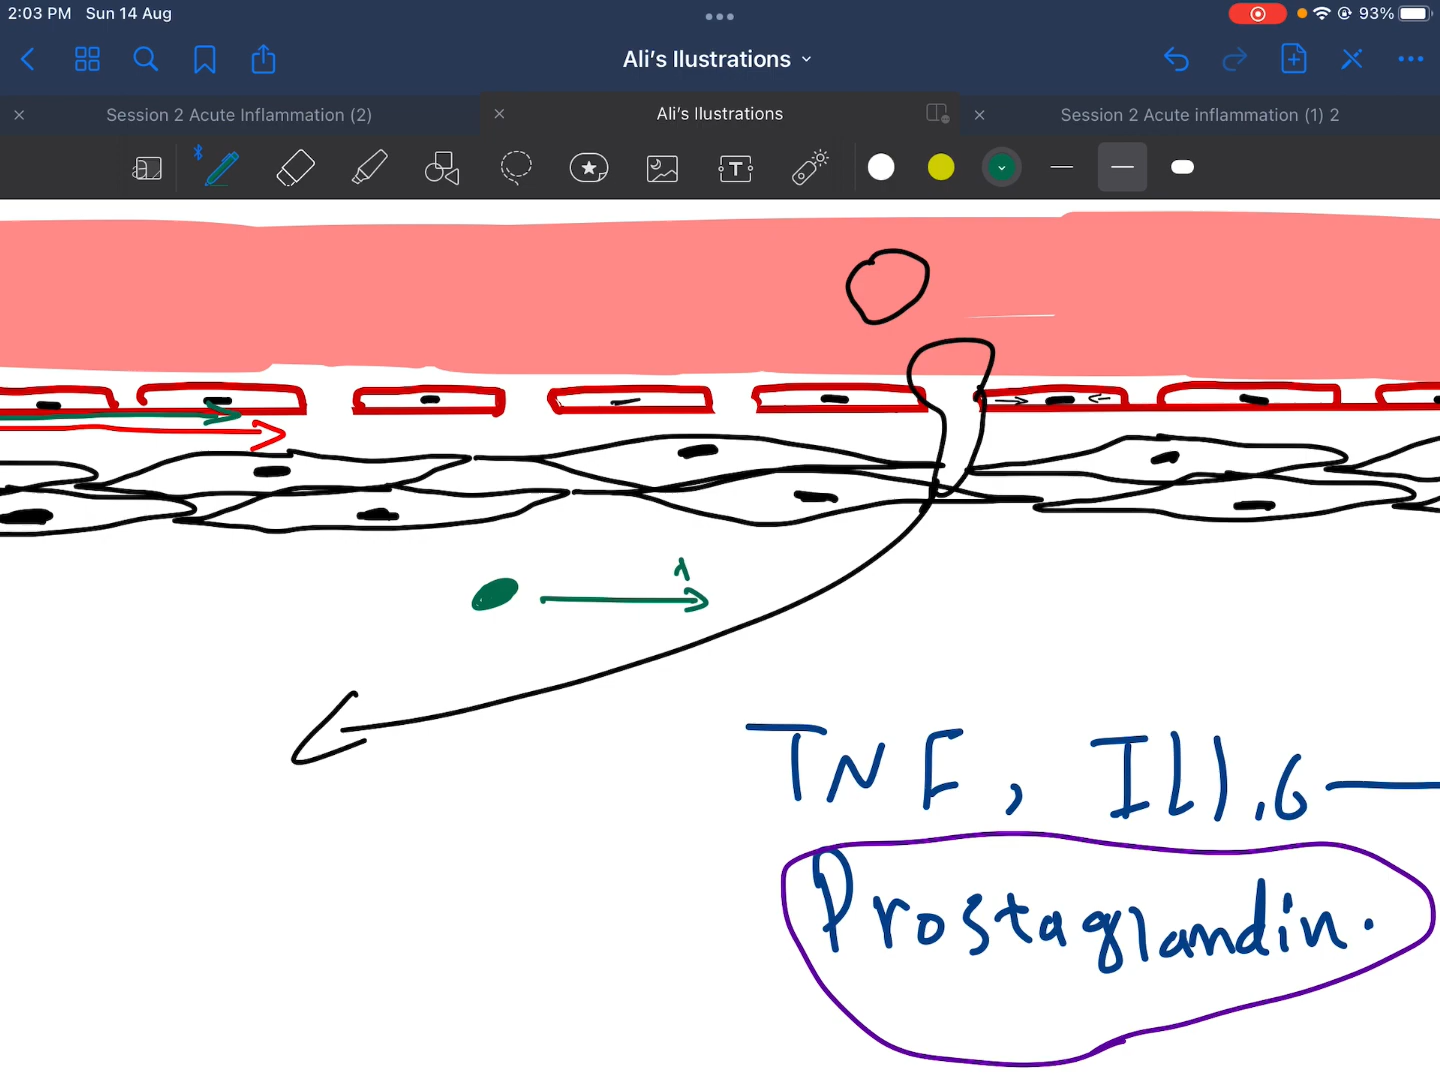 2:03 PM Sun 14 Aug
93%
Ali's Ilustrations
Session 2 Acute Inflammation (2)
Ali's Ilustrations
Session 2 Acute inflammation (1) 2
TNF, IL1,6
Prostaglandin.